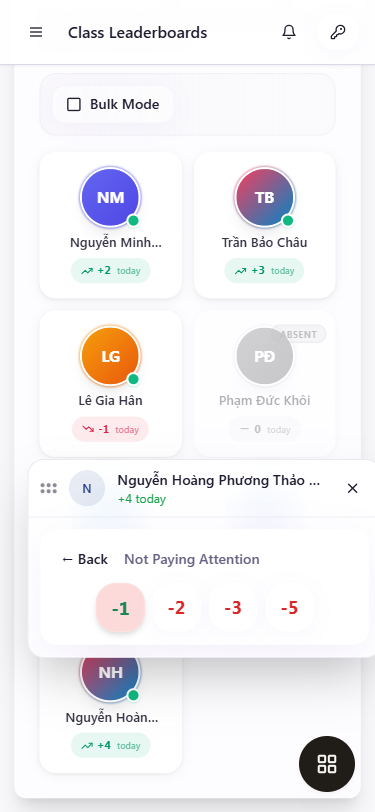 Class Leaderboards
Bulk Mode
NM
Nguyễn Minh...
+2 today
TB
Trần Bảo Châu
+3 today
LG
Lê Gia Hân
-1 today
ABSENT
PĐ
Phạm Đức Khôi
0 today
N
Nguyễn Hoàng Phương Thảo ...
+4 today
← Back
Not Paying Attention
-1
-2
-3
-5
NH
Nguyễn Hoàn...
+4 today